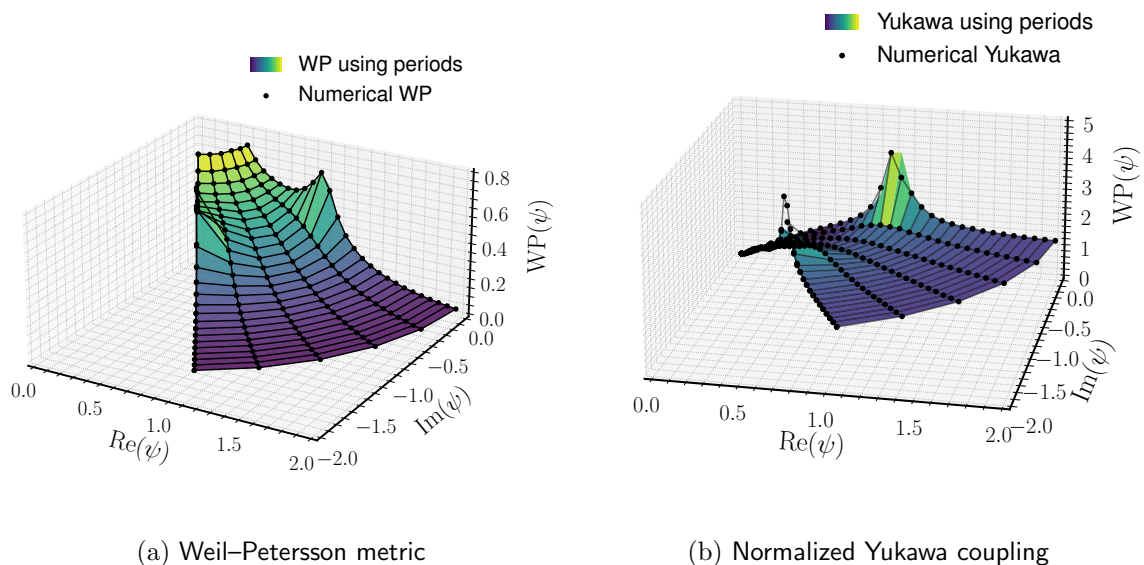 WP using periods
Numerical WP
0.8
0.6
0.4
0.2
0.0
WP(ψ)
0.0
0.5
1.0
1.5
2.0
Re(ψ)
−2.0
−1.5
−1.0
−0.5
0.0
Im(ψ)
(a) Weil–Petersson metric
Yukawa using periods
Numerical Yukawa
5
4
3
2
1
0
WP(ψ)
0.0
0.5
1.0
1.5
2.0
Re(ψ)
0.0
−0.5
−1.0
−1.5
Im(ψ)
(b) Normalized Yukawa coupling